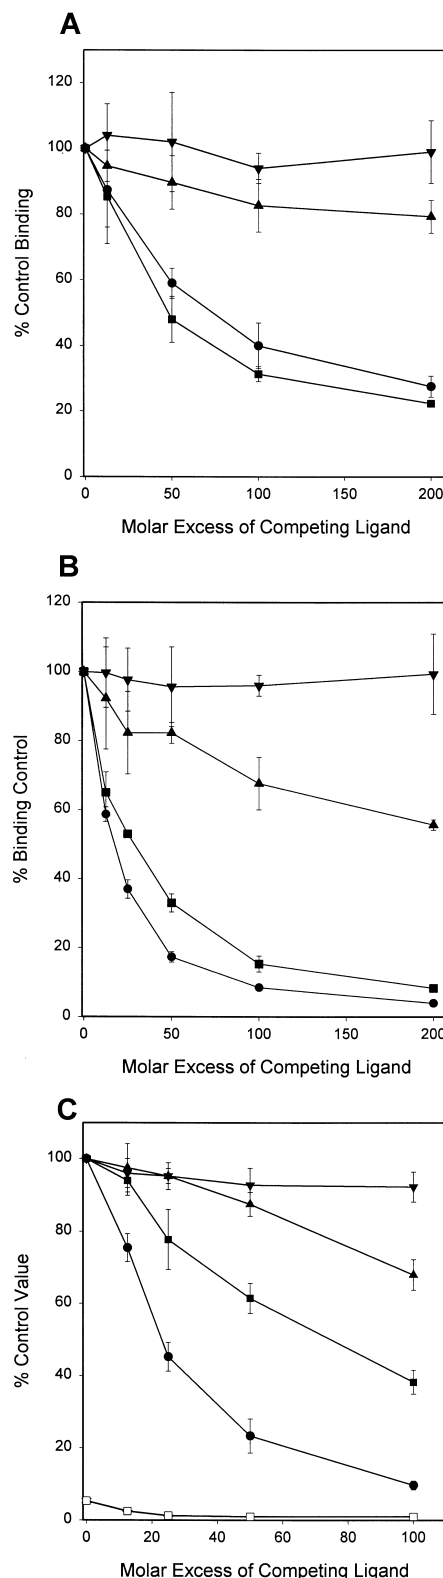 A
120
100
80
60
40
20
0
% Control Binding
0 50 100 150 200
Molar Excess of Competing Ligand
B
120
100
80
60
40
20
0
% Binding Control
0 50 100 150 200
Molar Excess of Competing Ligand
C
100
80
60
40
20
0
% Control Value
0 20 40 60 80 100
Molar Excess of Competing Ligand